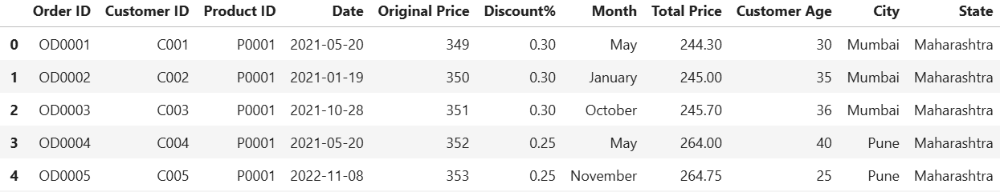 Order ID Customer ID Product ID Date Original Price Discount% Month Total Price Customer Age City State
0 OD0001 C001 P0001 2021-05-20 349 0.30 May 244.30 30 Mumbai Maharashtra
1 OD0002 C002 P0001 2021-01-19 350 0.30 January 245.00 35 Mumbai Maharashtra
2 OD0003 C003 P0001 2021-10-28 351 0.30 October 245.70 36 Mumbai Maharashtra
3 OD0004 C004 P0001 2021-05-20 352 0.25 May 264.00 40 Pune Maharashtra
4 OD0005 C005 P0001 2022-11-08 353 0.25 November 264.75 25 Pune Maharashtra